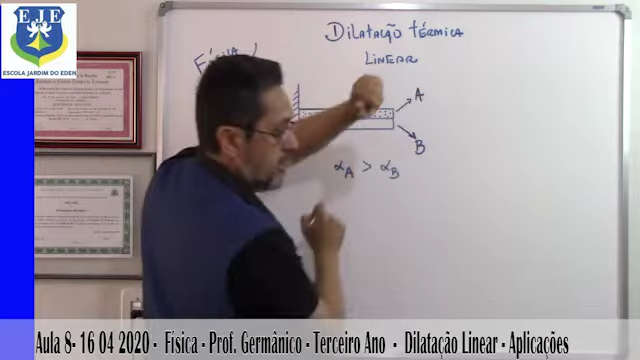 EJE
ESCOLA JARDIM DO EDEN
Física
Dilatação térmica
Linear
A
B
αA > αB
Aula 8- 16 04 2020 - Física - Prof. Germânico - Terceiro Ano - Dilatação Linear - Aplicações